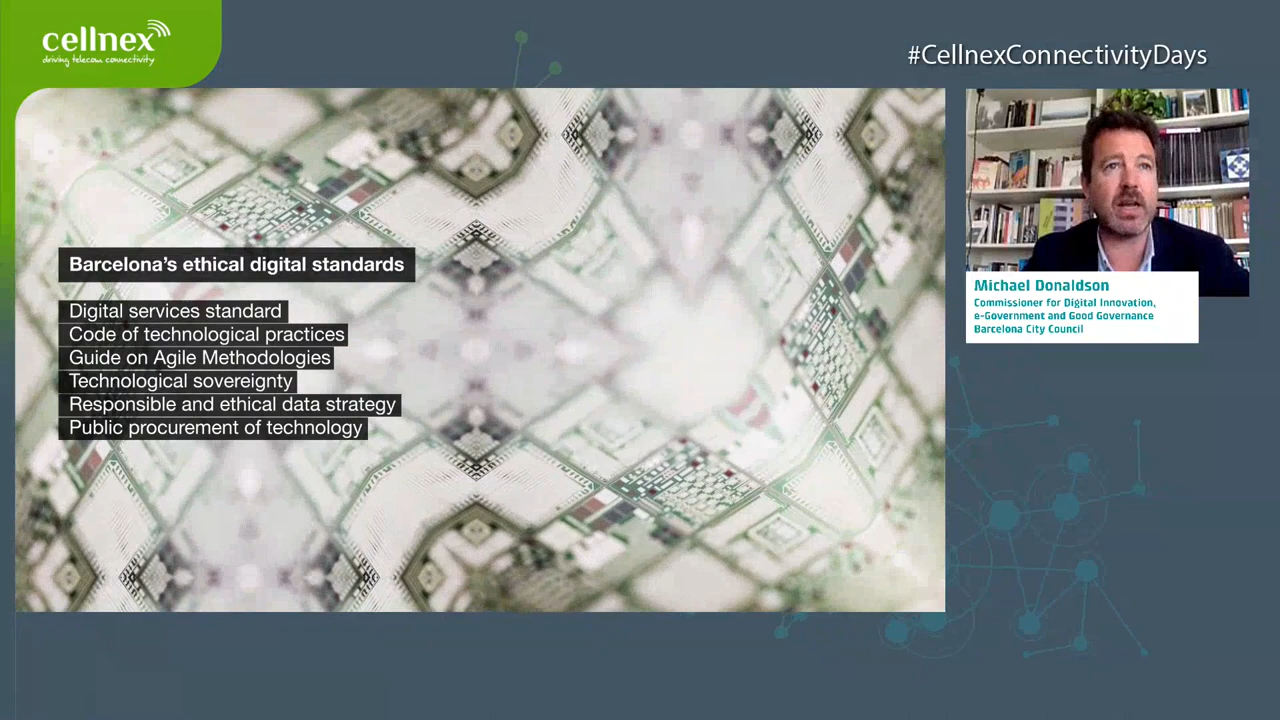 cellnex
driving telecom connectivity
#CellnexConnectivityDays
Barcelona's ethical digital standards
Digital services standard
Code of technological practices
Guide on Agile Methodologies
Technological sovereignty
Responsible and ethical data strategy
Public procurement of technology
Michael Donaldson
Commissioner for Digital Innovation,
e-Government and Good Governance
Barcelona City Council